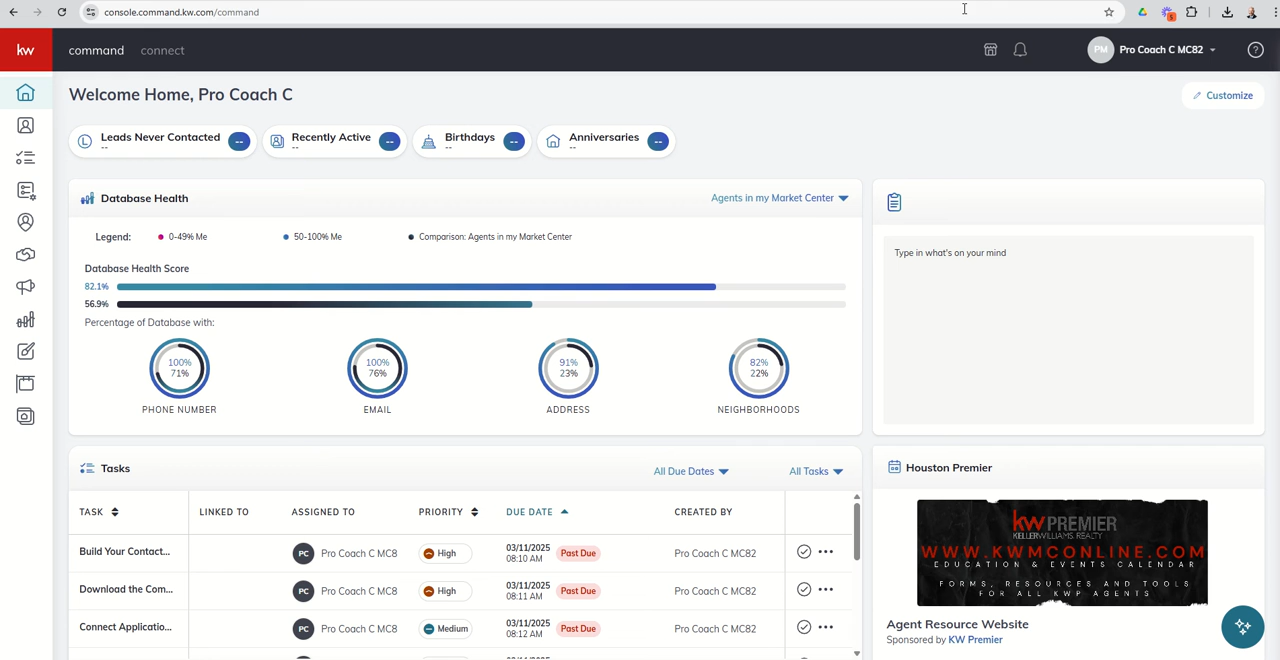 console.command.kw.com/command
5
kw
command
connect
PM
Pro Coach C MC82
?
Welcome Home, Pro Coach C
Customize
Leads Never Contacted
--
--
Recently Active
--
--
Birthdays
--
--
Anniversaries
--
--
Database Health
Agents in my Market Center
Legend:
0-49% Me
50-100% Me
Comparison: Agents in my Market Center
Database Health Score
82.1%
56.9%
Percentage of Database with:
100%
71%
PHONE NUMBER
100%
76%
EMAIL
91%
23%
ADDRESS
82%
22%
NEIGHBORHOODS
Type in what's on your mind
Tasks
All Due Dates
All Tasks
TASK
LINKED TO
ASSIGNED TO
PRIORITY
DUE DATE
CREATED BY
Build Your Contact...
PC
Pro Coach C MC8
High
03/11/2025
08:10 AM
Past Due
Pro Coach C MC82
Download the Com...
PC
Pro Coach C MC8
High
03/11/2025
08:11 AM
Past Due
Pro Coach C MC82
Connect Applicatio...
PC
Pro Coach C MC8
Medium
03/11/2025
08:12 AM
Past Due
Pro Coach C MC82
Houston Premier
kw PREMIER
KELLERWILLIAMS REALTY
WWW.KWMCONLINE.COM
EDUCATION & EVENTS CALENDAR
FORMS, RESOURCES AND TOOLS
FOR ALL KWP AGENTS
Agent Resource Website
Sponsored by KW Premier